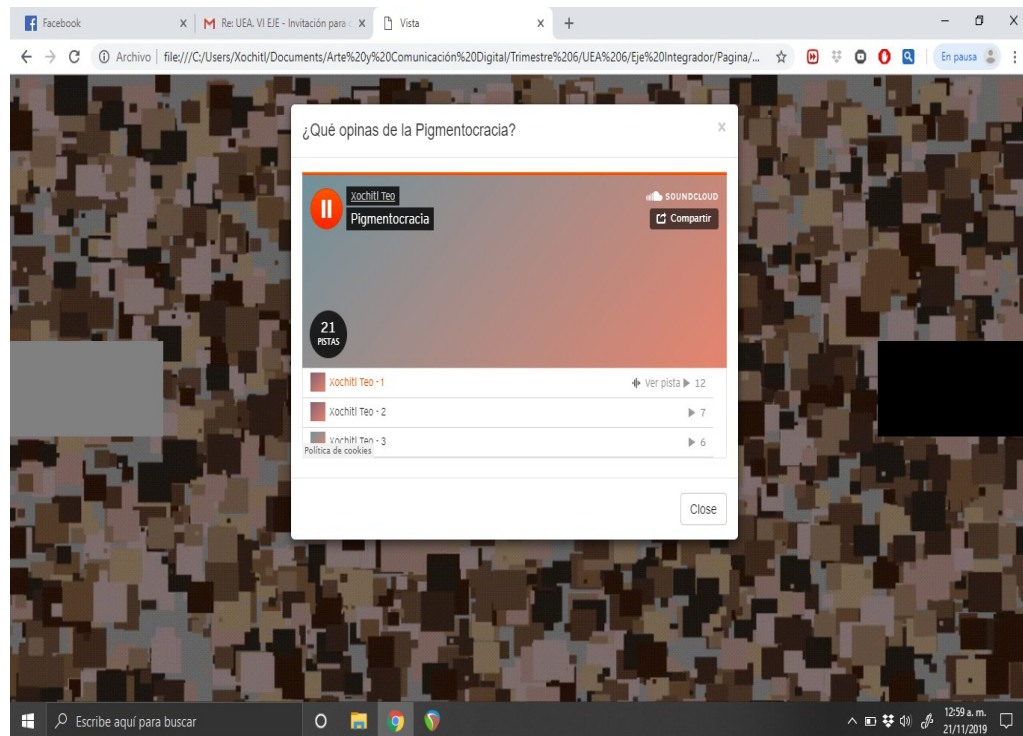 Facebook
Re: UEA. VI EJE - Invitación para
Vista
Archivo file:///C:/Users/Xochitl/Documents/Arte%20y%20Comunicación%20Digital/Trimestre%206/UEA%206/Eje%20Integrador/Pagina/...
En pausa
¿Qué opinas de la Pigmentocracia?
Xochitl Teo
SOUNDCLOUD
Pigmentocracia
Compartir
21
PISTAS
Xochitl Teo - 1 Ver pista 12
Xochitl Teo - 2 7
Xochitl Teo - 3 6
Política de cookies
Close
Escribe aquí para buscar
12:59 a. m.
21/11/2019